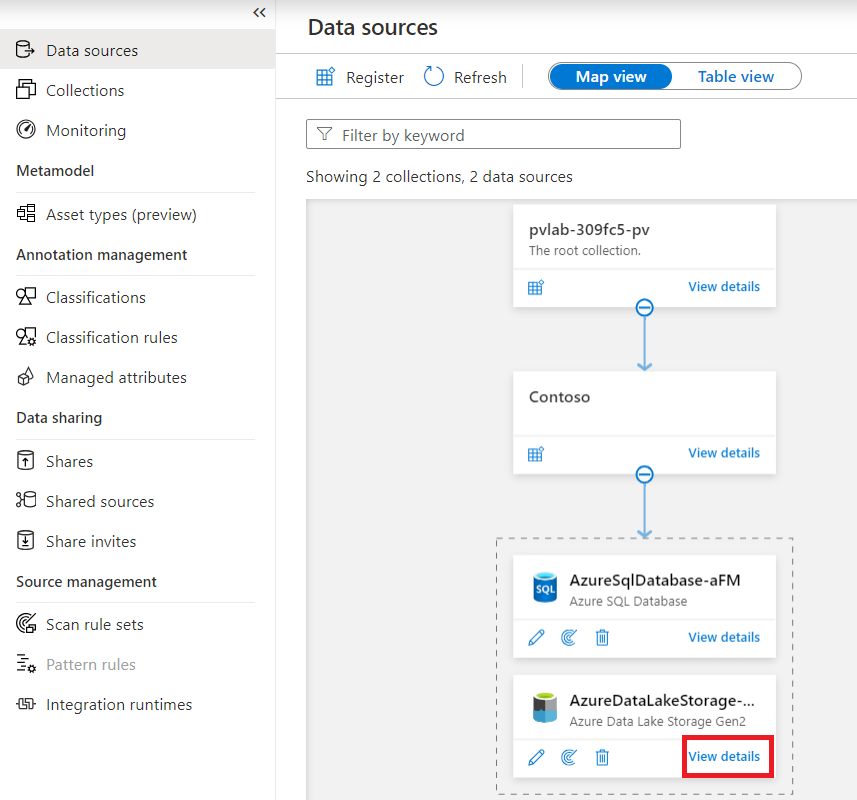 Data sources
Collections
Monitoring
Metamodel
Asset types (preview)
Annotation management
Classifications
Classification rules
Managed attributes
Data sharing
Shares
Shared sources
Share invites
Source management
Scan rule sets
Pattern rules
Integration runtimes
Data sources
Register Refresh Map view Table view
Filter by keyword
Showing 2 collections, 2 data sources
pvlab-309fc5-pv
The root collection.
View details
Contoso
View details
SQL
AzureSqlDatabase-aFM
Azure SQL Database
View details
AzureDataLakeStorage-...
Azure Data Lake Storage Gen2
View details